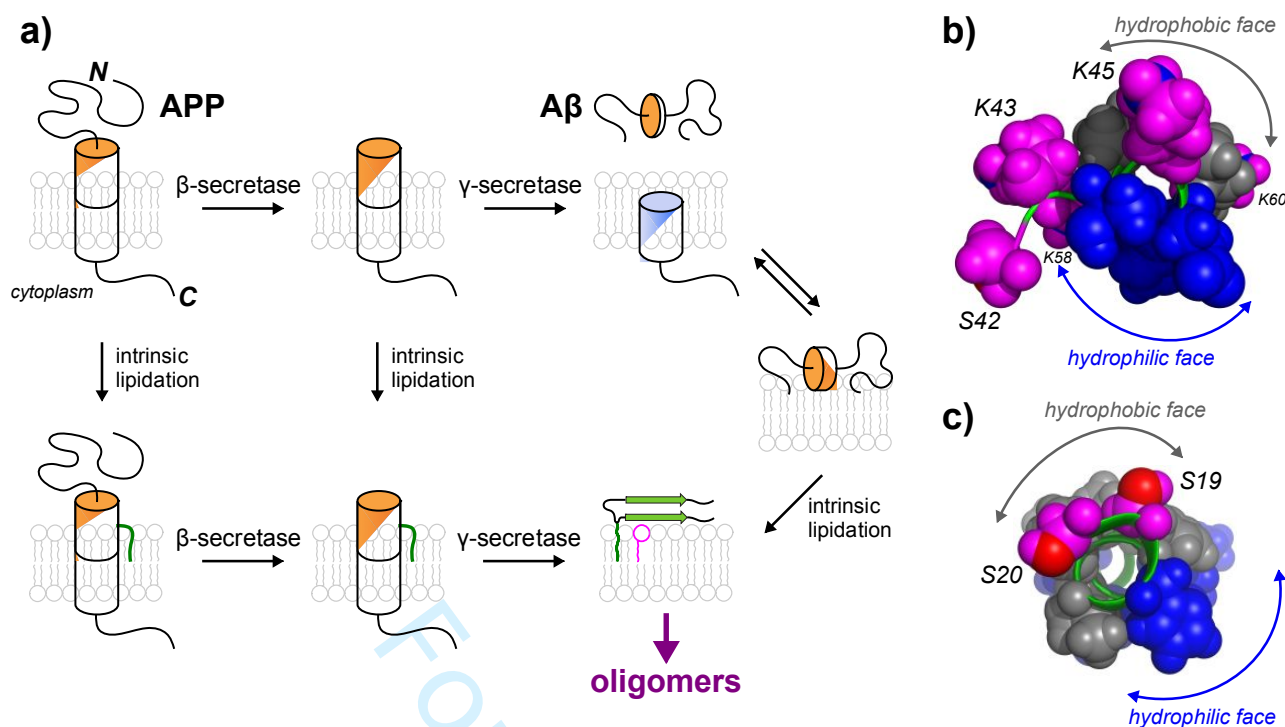 a)
N
APP
Aβ
β-secretase
γ-secretase
cytoplasm
C
intrinsic
lipidation
intrinsic
lipidation
intrinsic
lipidation
β-secretase
γ-secretase
oligomers
Fo
b)
hydrophobic face
K45
K43
K60
K58
S42
hydrophilic face
c)
hydrophobic face
S19
S20
hydrophilic face